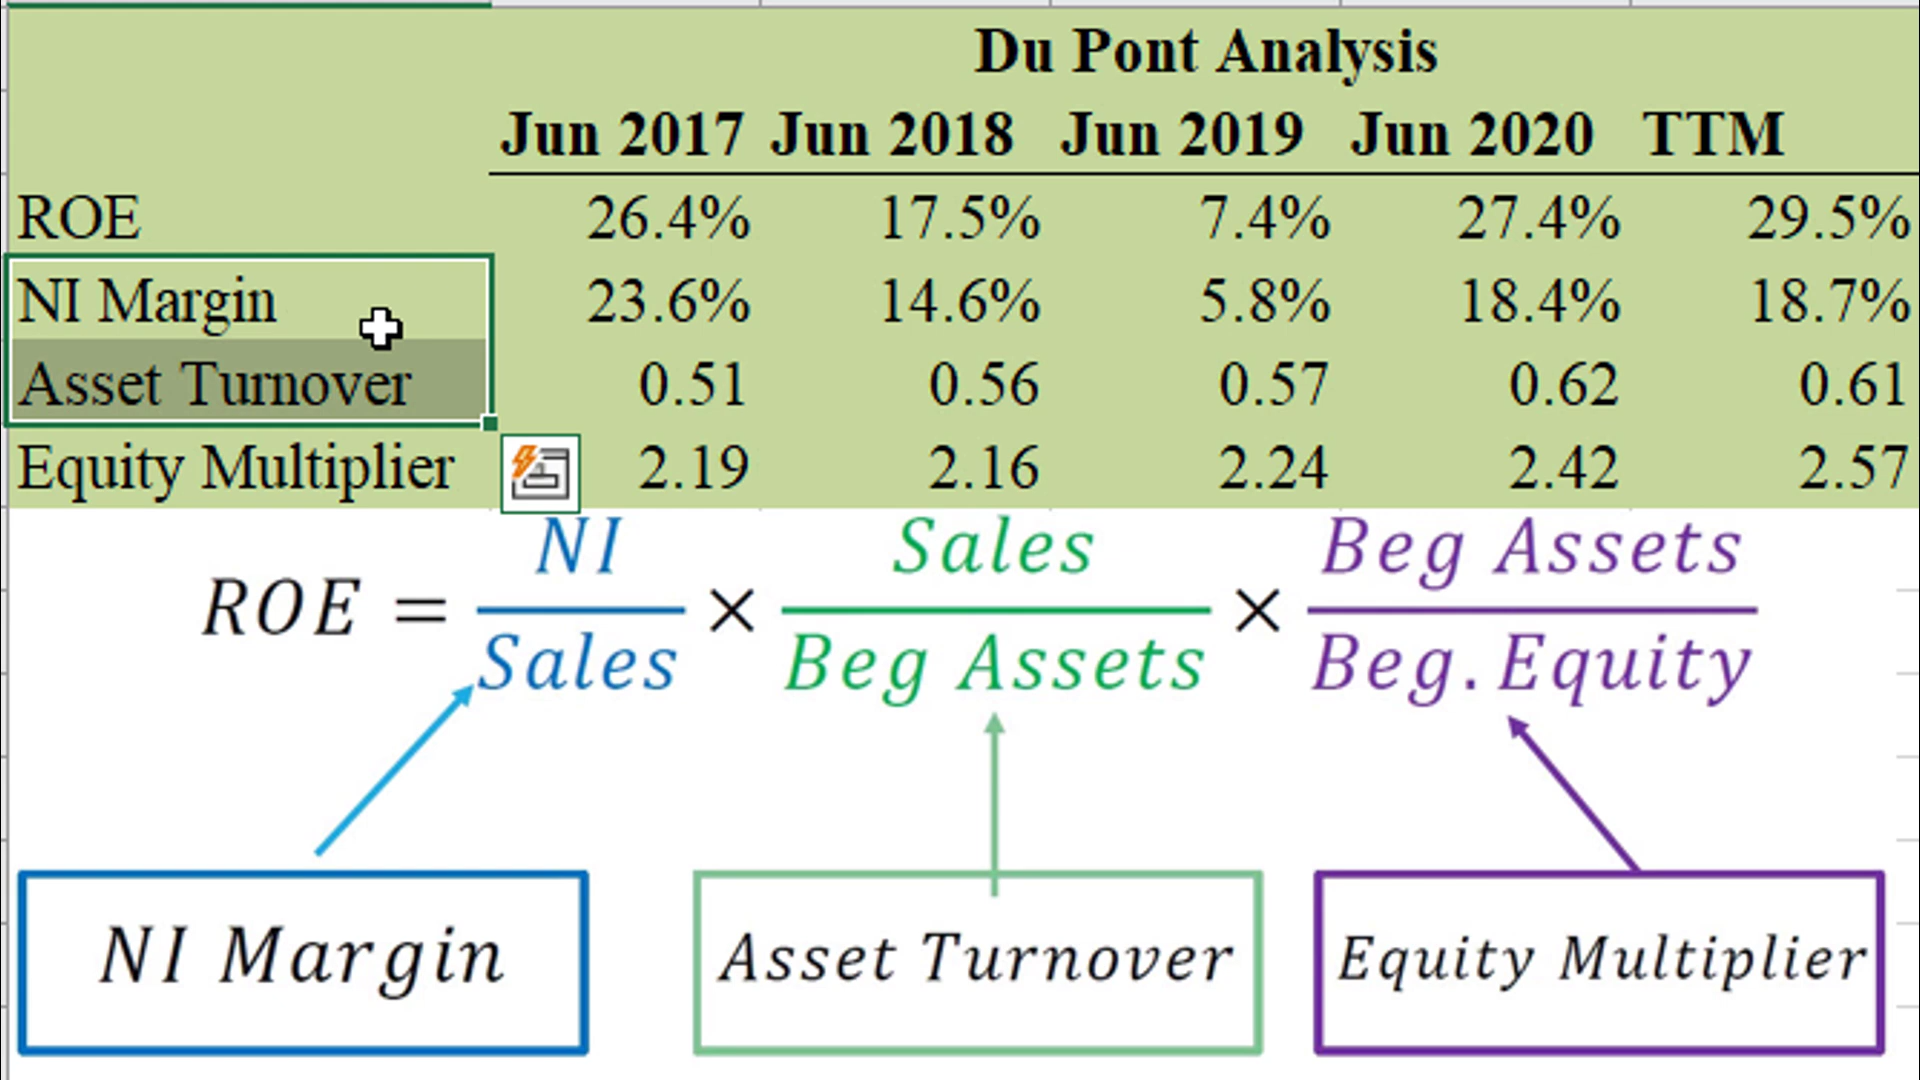 Du Pont Analysis
Jun 2017 Jun 2018 Jun 2019 Jun 2020 TTM
ROE 26.4% 17.5% 7.4% 27.4% 29.5%
NI Margin 23.6% 14.6% 5.8% 18.4% 18.7%
Asset Turnover 0.51 0.56 0.57 0.62 0.61
Equity Multiplier 2.19 2.16 2.24 2.42 2.57
NI Sales Beg Assets
ROE = × ×
Sales Beg Assets Beg. Equity
NI Margin Asset Turnover Equity Multiplier